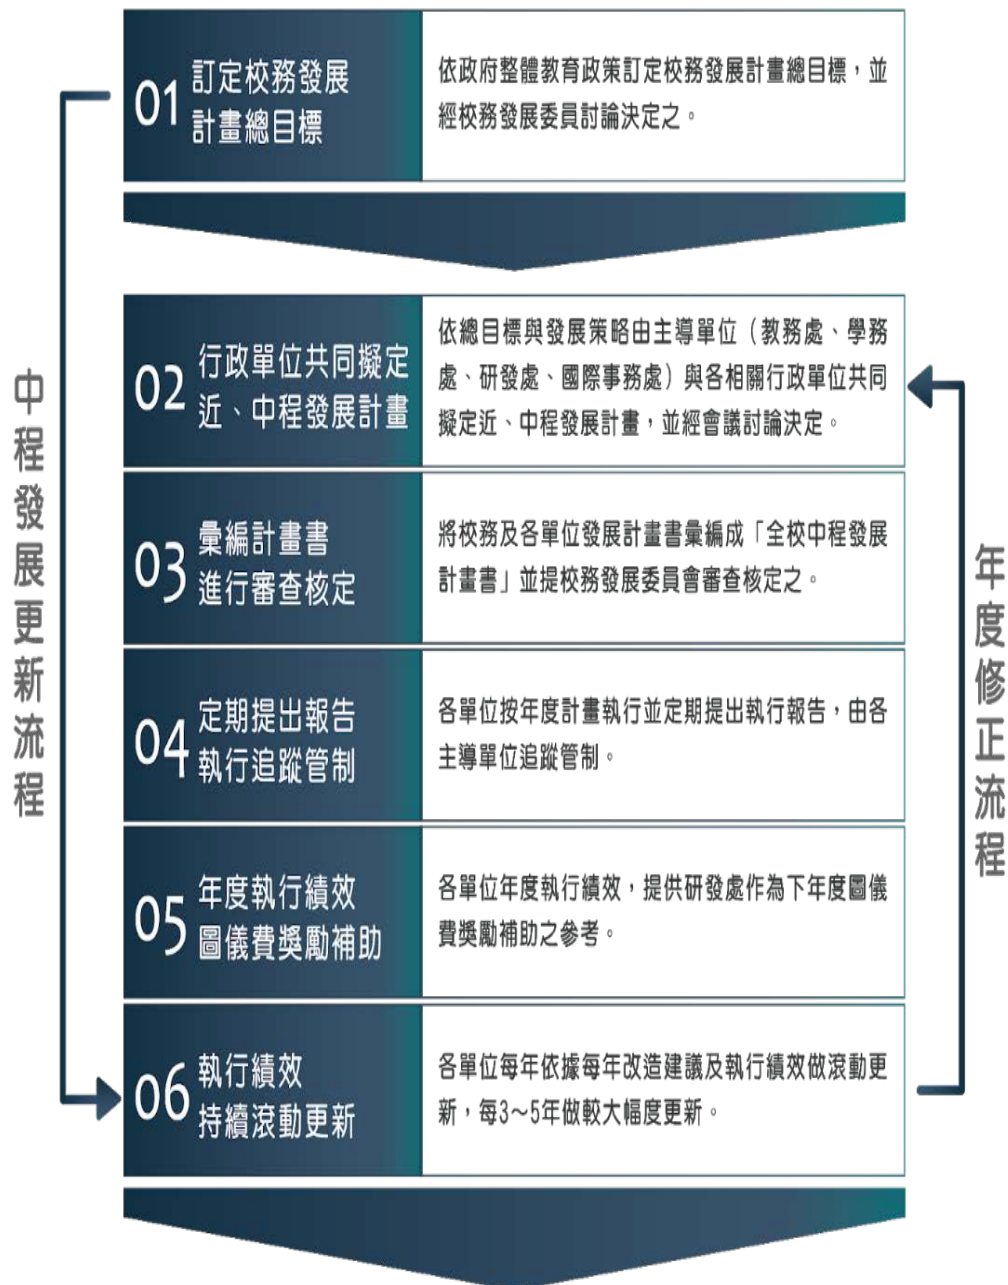 01
訂定校務發展
計畫總目標
依政府整體教育政策訂定校務發展計畫總目標，並
經校務發展委員討論決定之。
02
行政單位共同擬定
近、中程發展計畫
依總目標與發展策略由主導單位（教務處、學務
處、研發處、國際事務處）與各相關行政單位共同
擬定近、中程發展計畫，並經會議討論決定。
03
彙編計畫書
進行審查核定
將校務及各單位發展計畫書彙編成「全校中程發展
計畫書」並提校務發展委員會審查核定之。
04
定期提出報告
執行追蹤管制
各單位按年度計畫執行並定期提出執行報告，由各
主導單位追蹤管制。
05
年度執行績效
圖儀費獎勵補助
各單位年度執行績效，提供研發處作為下年度圖儀
費獎勵補助之參考。
06
執行績效
持續滾動更新
各單位每年依據每年改造建議及執行績效做滾動更
新，每3～5年做較大幅度更新。
中程發展更新流程
年度修正流程